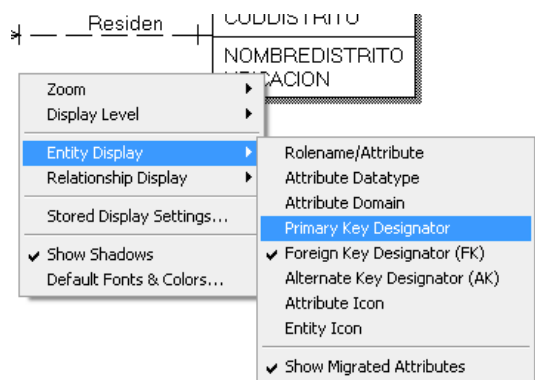 Residen
CODDISTRITO
NOMBREDISTRITO
UBICACION
Zoom
Display Level
Entity Display
Relationship Display
Stored Display Settings...
Show Shadows
Default Fonts & Colors...
Rolename/Attribute
Attribute Datatype
Attribute Domain
Primary Key Designator
Foreign Key Designator (FK)
Alternate Key Designator (AK)
Attribute Icon
Entity Icon
Show Migrated Attributes